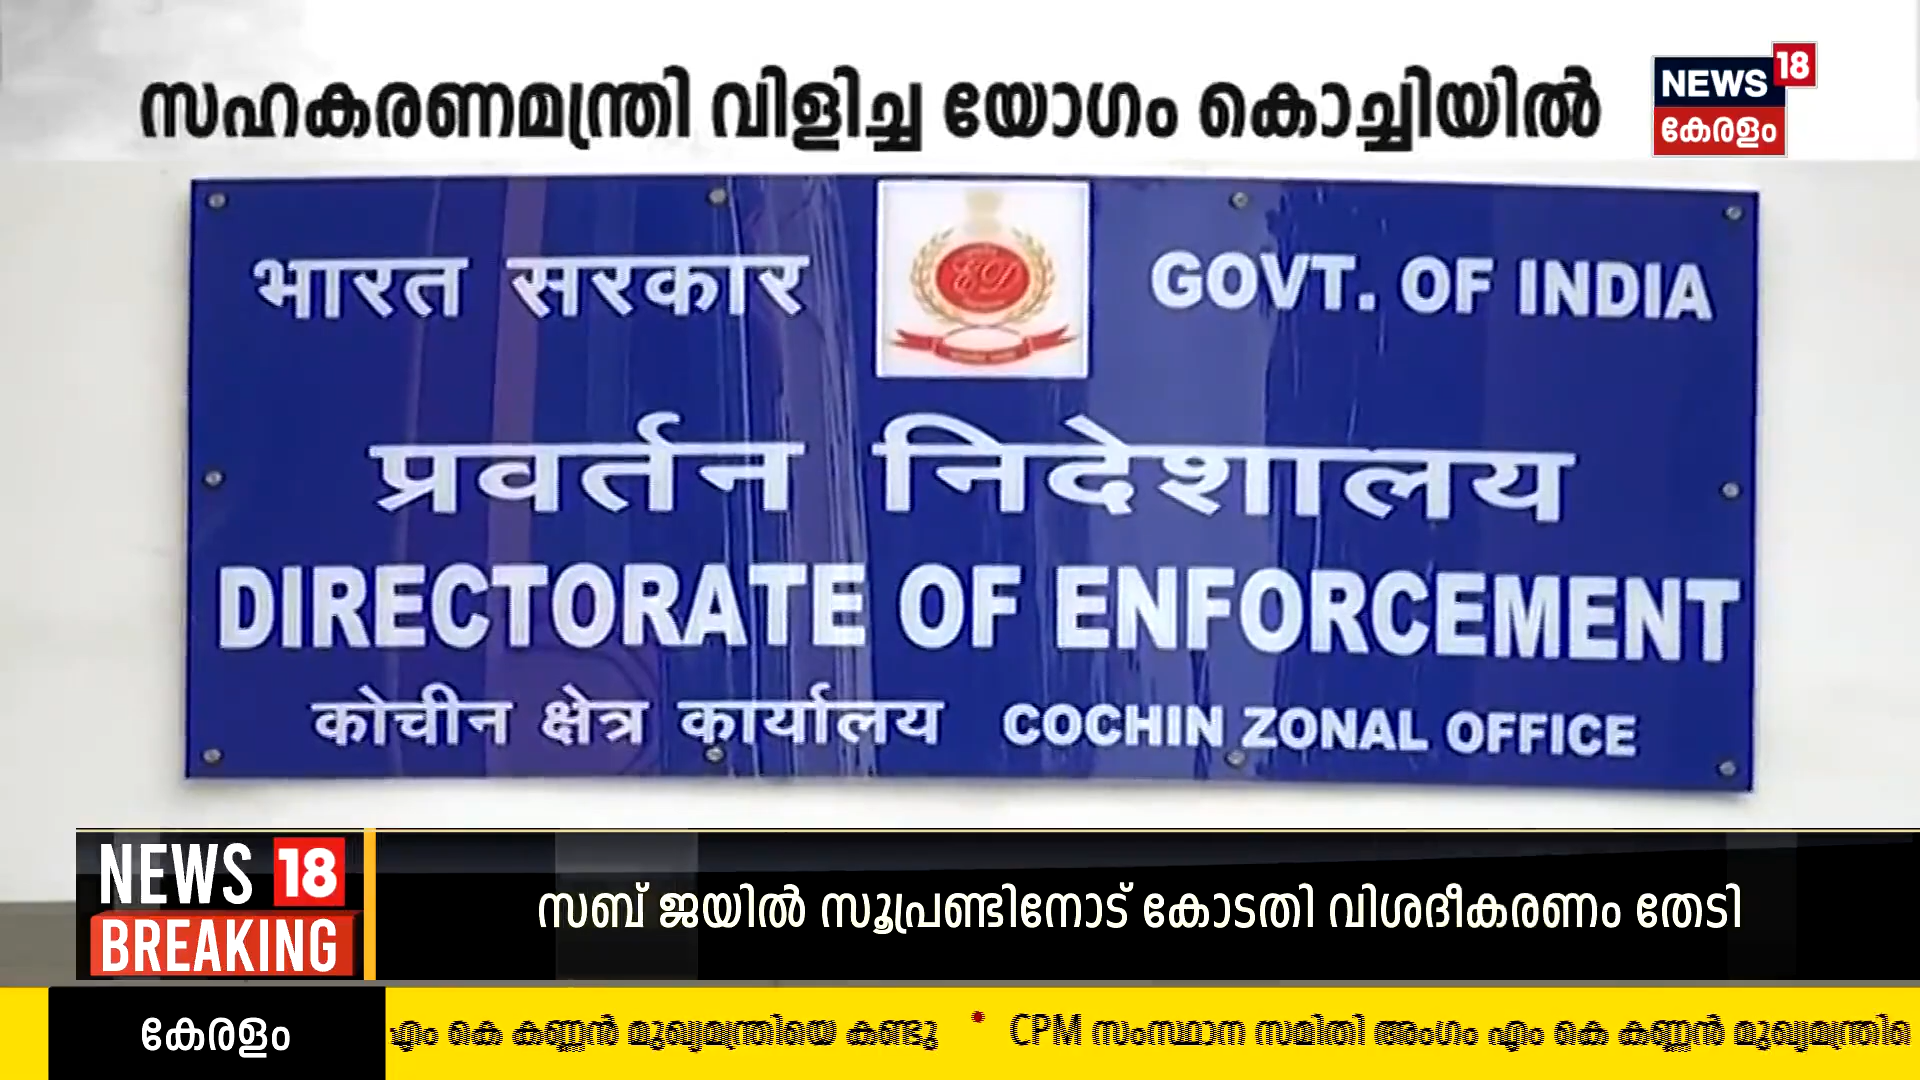 സഹകരണമന്ത്രി വിളിച്ച യോഗം കൊച്ചിയിൽ
NEWS 18
കേരളം
भारत सरकार
GOVT. OF INDIA
प्रवर्तन निदेशालय
DIRECTORATE OF ENFORCEMENT
कोचीन क्षेत्र कार्यालय COCHIN ZONAL OFFICE
NEWS 18
BREAKING
സബ് ജയിൽ സൂപ്രണ്ടിനോട് കോടതി വിശദീകരണം തേടി
കേരളം
എം കെ കണ്ണൻ മുഖ്യമന്ത്രിയെ കണ്ടു * CPM സംസ്ഥാന സമിതി അംഗം എം കെ കണ്ണൻ